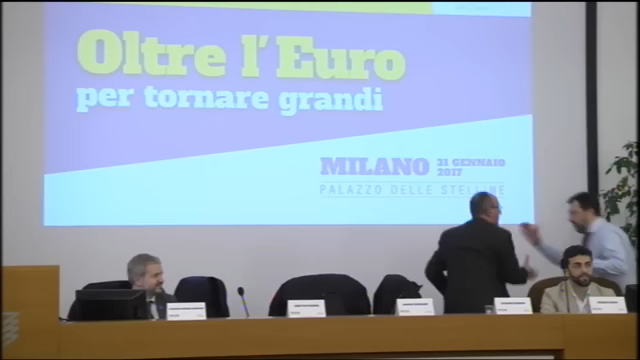 Oltre l'Euro
per tornare grandi
MILANO 31 GENNAIO 2017
PALAZZO DELLE STELLINE